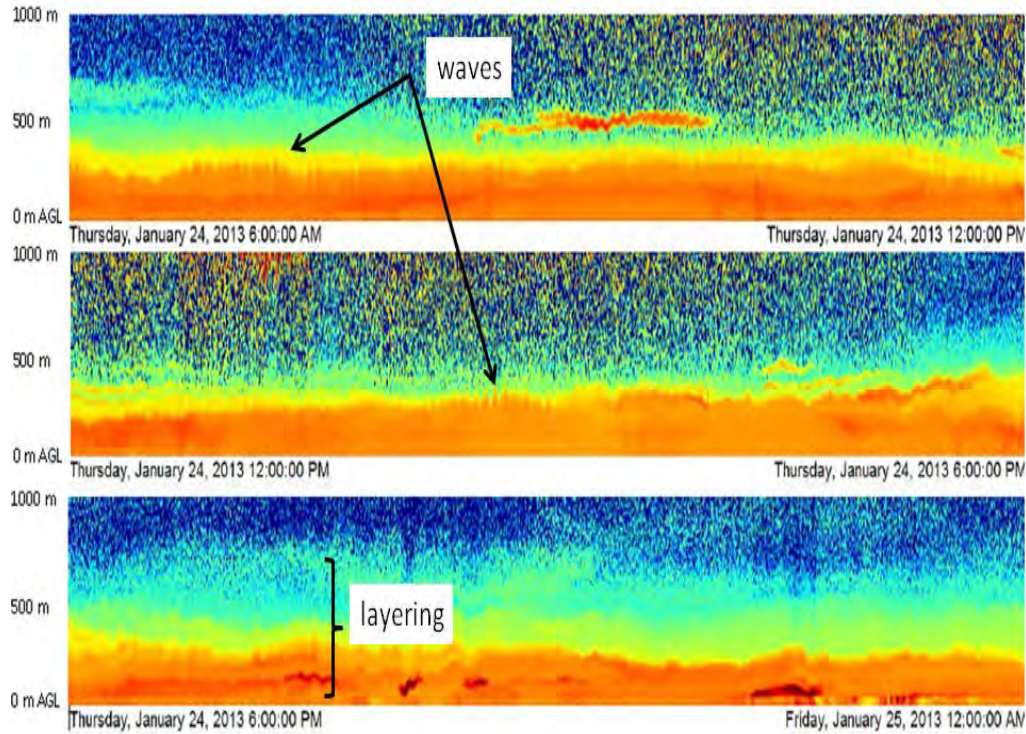 1000 m
waves
500 m
0 m AGL
Thursday, January 24, 2013 6:00:00 AM Thursday, January 24, 2013 12:00:00 PM
1000 m
500 m
0 m AGL
Thursday, January 24, 2013 12:00:00 PM Thursday, January 24, 2013 6:00:00 PM
1000 m
500 m
layering
0 m AGL
Thursday, January 24, 2013 6:00:00 PM Friday, January 25, 2013 12:00:00 AM